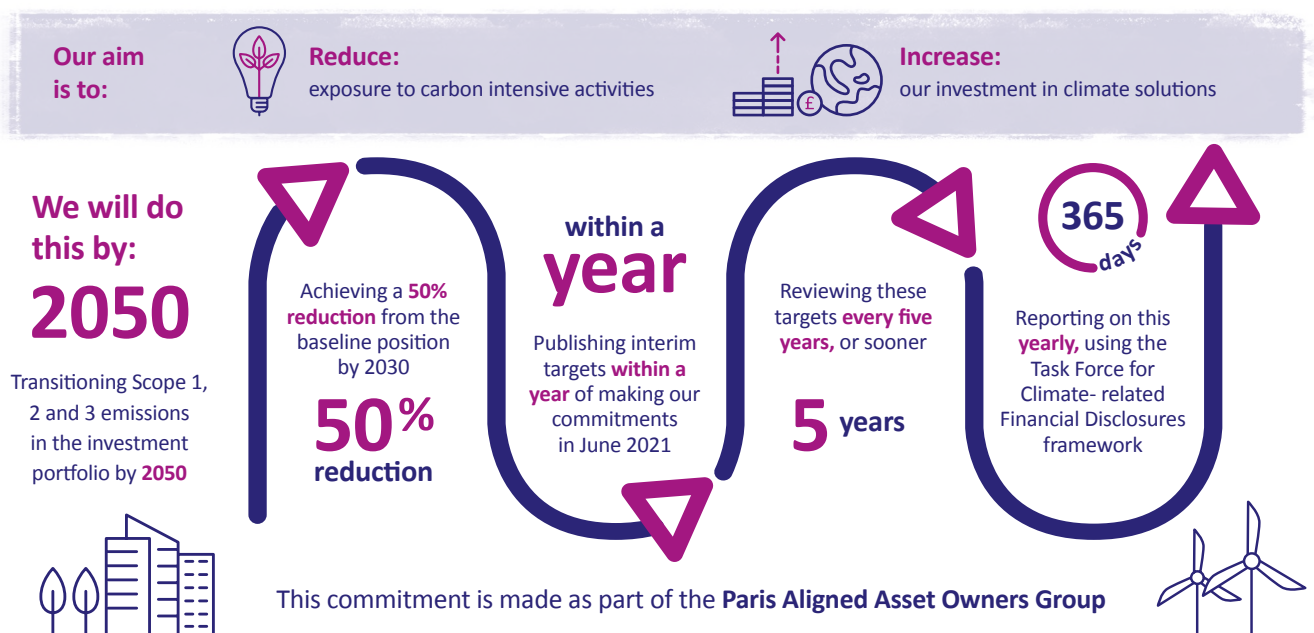 Our aim
is to:
Reduce:
exposure to carbon intensive activities
£
Increase:
our investment in climate solutions
We will do
this by:
2050
Transitioning Scope 1,
2 and 3 emissions
in the investment
portfolio by 2050
Achieving a 50%
reduction from the
baseline position
by 2030
50%
reduction
within a
year
Publishing interim
targets within a
year of making our
commitments
in June 2021
Reviewing these
targets every five
years, or sooner
5 years
365
days
Reporting on this
yearly, using the
Task Force for
Climate- related
Financial Disclosures
framework
This commitment is made as part of the Paris Aligned Asset Owners Group